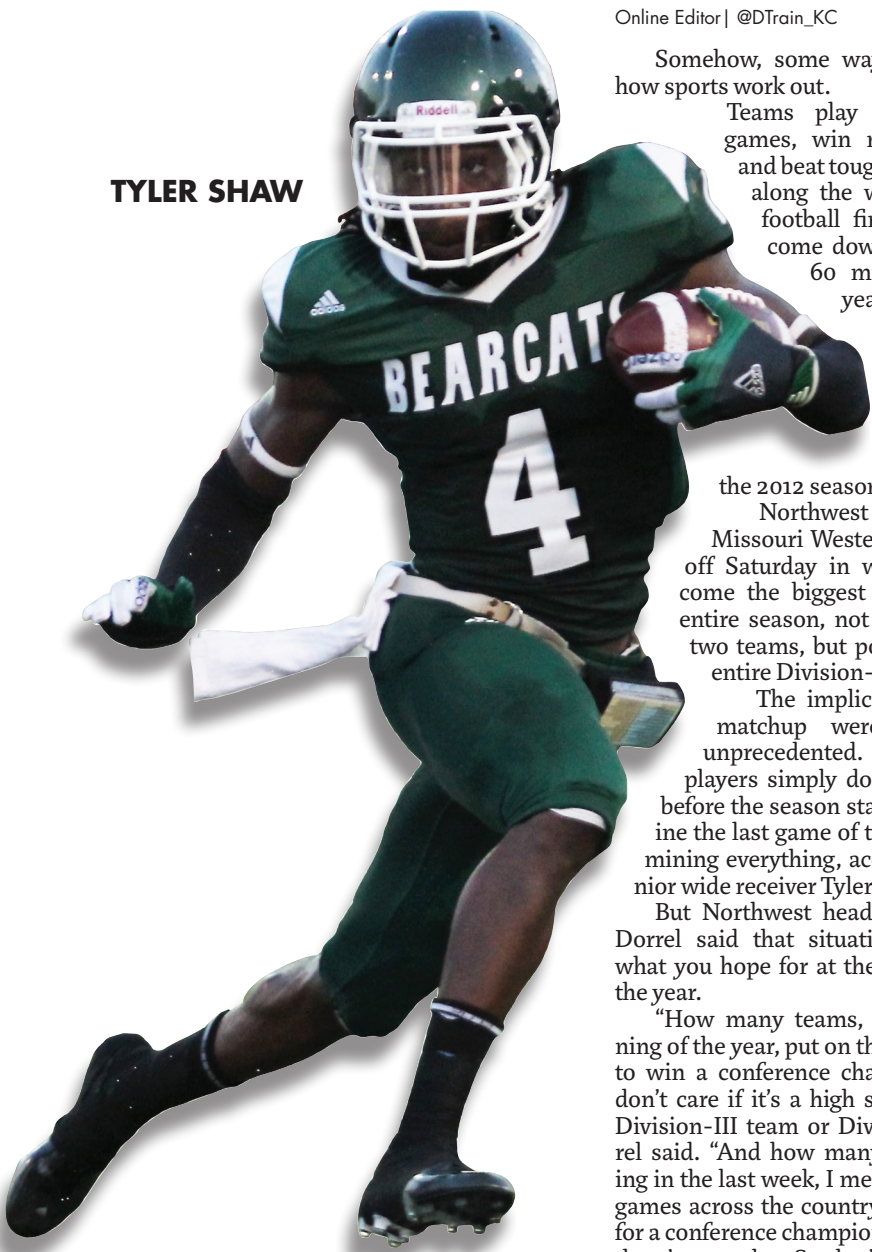 Online Editor| @DTrain_KC
Somehow, some way
how sports work out.
Teams play
games, win
and beat toug
along the
football fi
come dow
60 m
yea
TYLER SHAW
Riddell
adidas
BEARCATS
4
the 2012 season
Northwest
Missouri Weste
off Saturday in
come the biggest
entire season, not
two teams, but
entire Division-
The implic
matchup were
unprecedented.
players simply do
before the season sta
ine the last game of
mining everything, ac
nior wide receiver Tyler
But Northwest head
Dorrel said that situati
what you hope for at the
the year.
"How many teams,
ning of the year, put on th
to win a conference cha
don't care if it's a high s
Division-III team or Div
rel said. "And how many
ing in the last week, I me
games across the country
for a conference champio